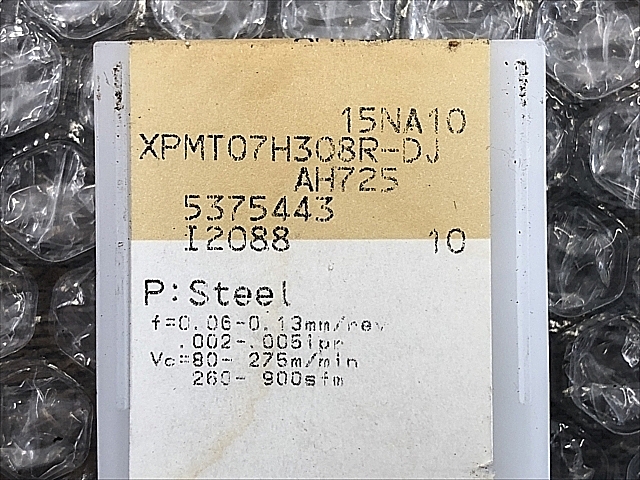 15NA10
XPMT07H308R-DJ
AH725
5375443
I2088 10
P:Steel
f=0.06-0.13mm/rev
.002-.005ipr
Vc=80- 275m/min
260- 900sfm